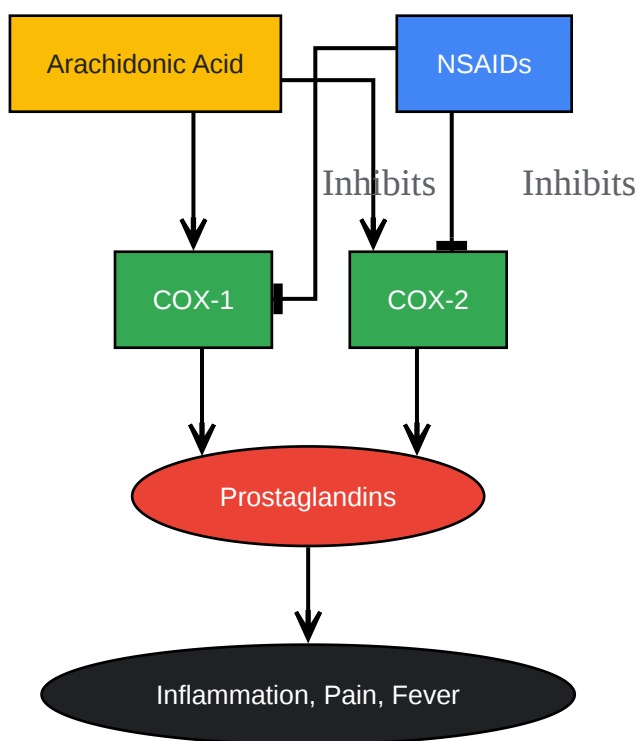 Arachidonic Acid
NSAIDs
Inhibits
Inhibits
COX-1
COX-2
Prostaglandins
Inflammation, Pain, Fever